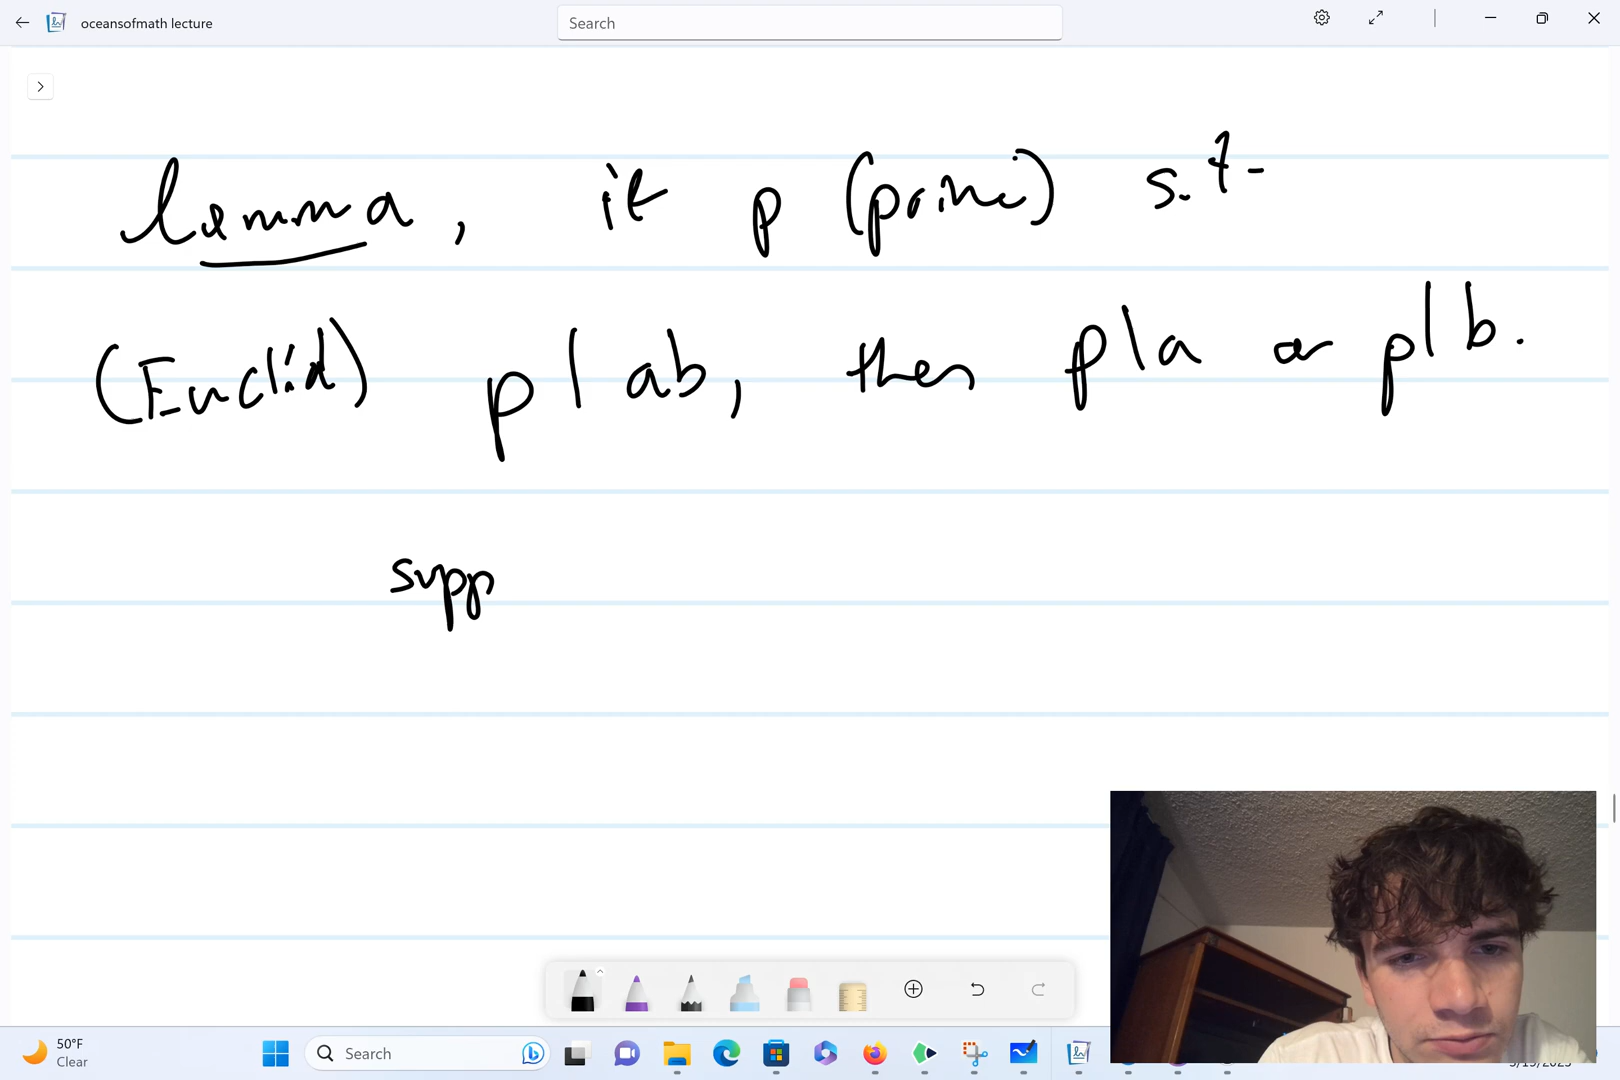 oceansofmath lecture
Search
lemma, if p (prime) s.t.
(Euclid) p | ab, then p|a or p|b.
supp
50°F
Clear
Search